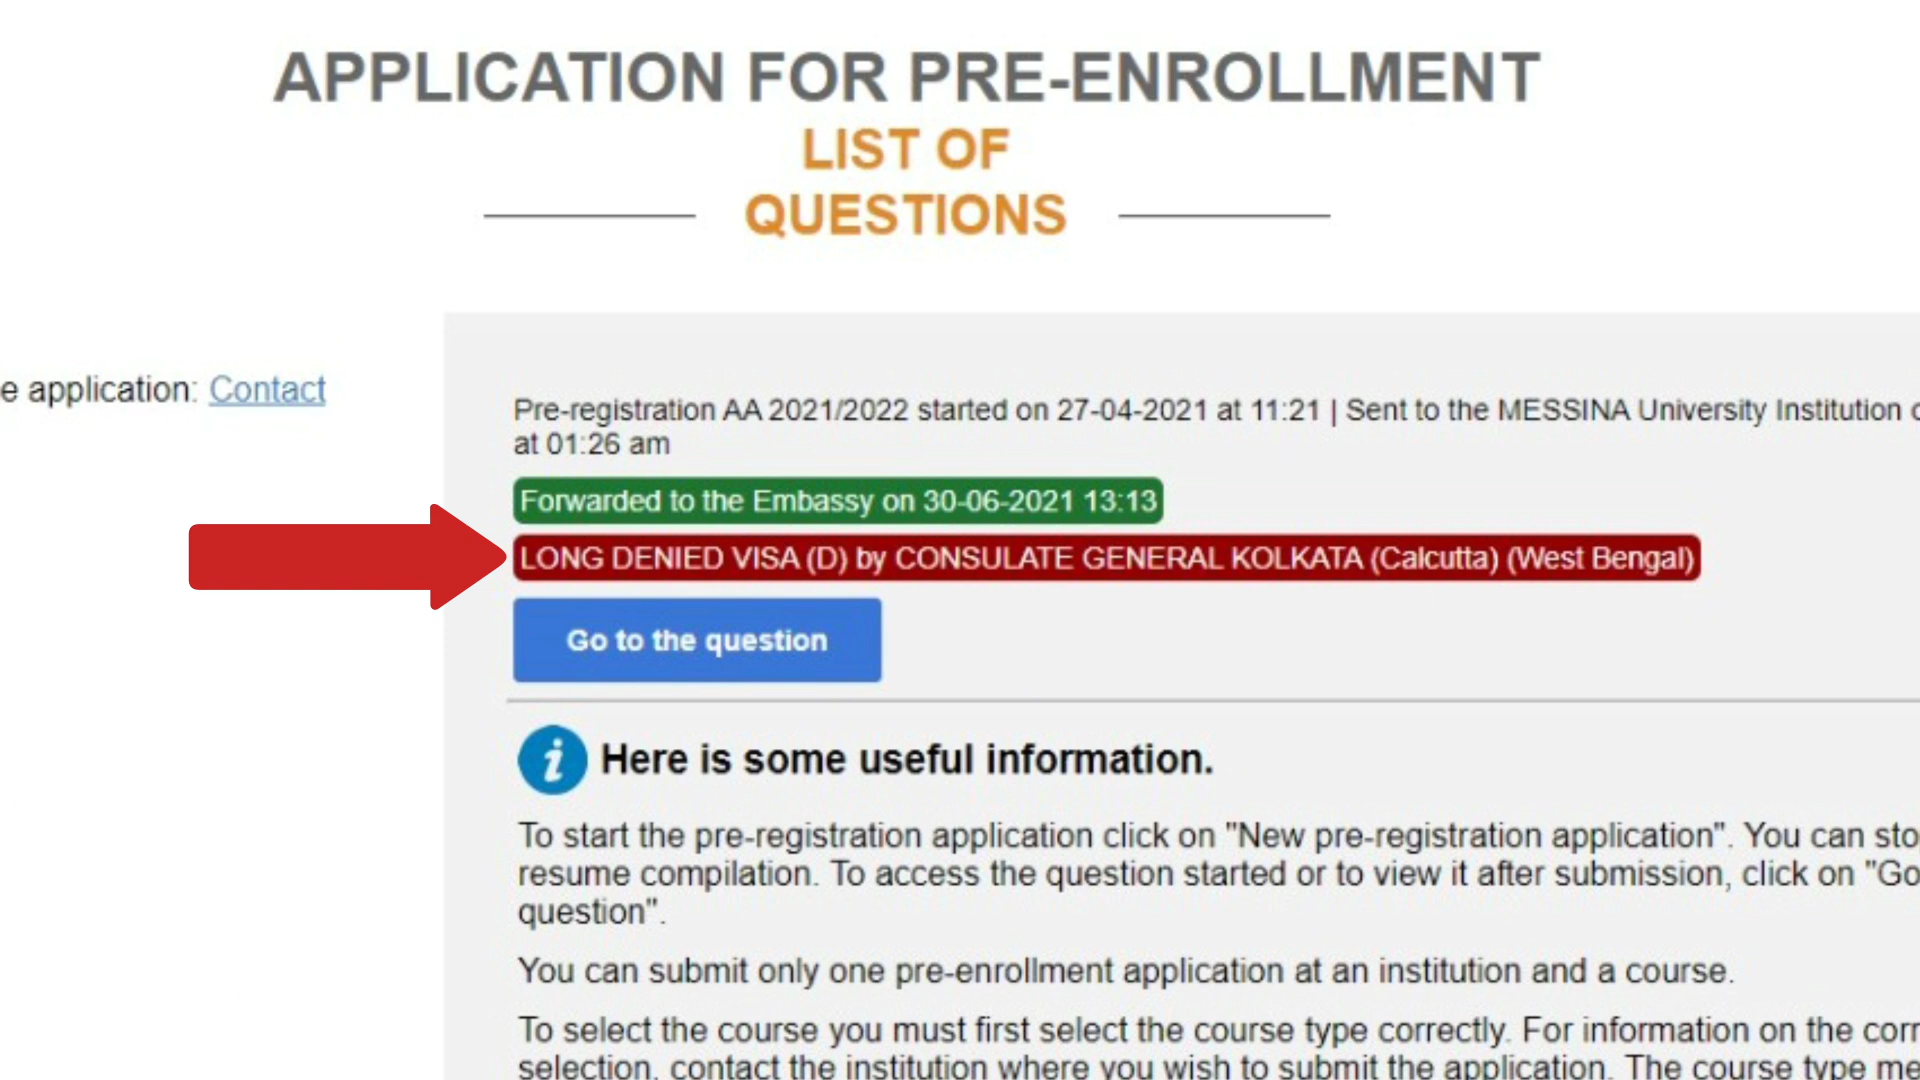 APPLICATION FOR PRE-ENROLLMENT
LIST OF
QUESTIONS
e application: Contact
Pre-registration AA 2021/2022 started on 27-04-2021 at 11:21 | Sent to the MESSINA University Institution
at 01:26 am
Forwarded to the Embassy on 30-06-2021 13:13
LONG DENIED VISA (D) by CONSULATE GENERAL KOLKATA (Calcutta) (West Bengal)
Go to the question
Here is some useful information.
To start the pre-registration application click on "New pre-registration application". You can sto
resume compilation. To access the question started or to view it after submission, click on "Go
question".
You can submit only one pre-enrollment application at an institution and a course.
To select the course you must first select the course type correctly. For information on the corr
selection, contact the institution where you wish to submit the application. The course type me